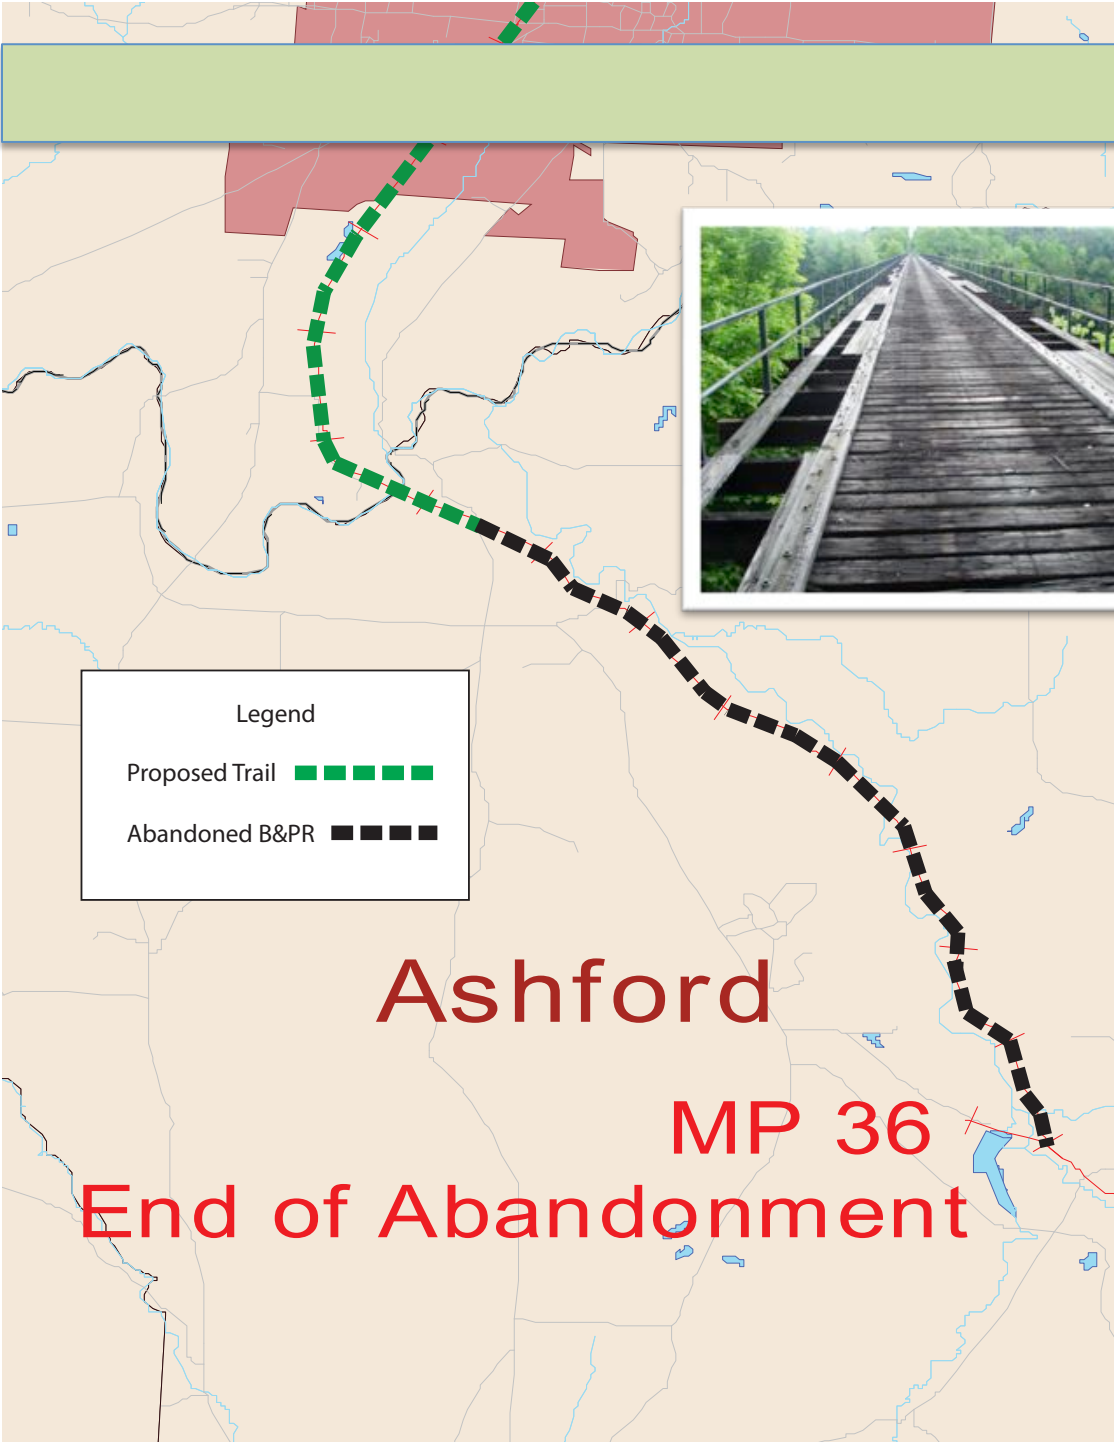 Legend
Proposed Trail
Abandoned B&PR
Ashford
MP 36
End of Abandonment